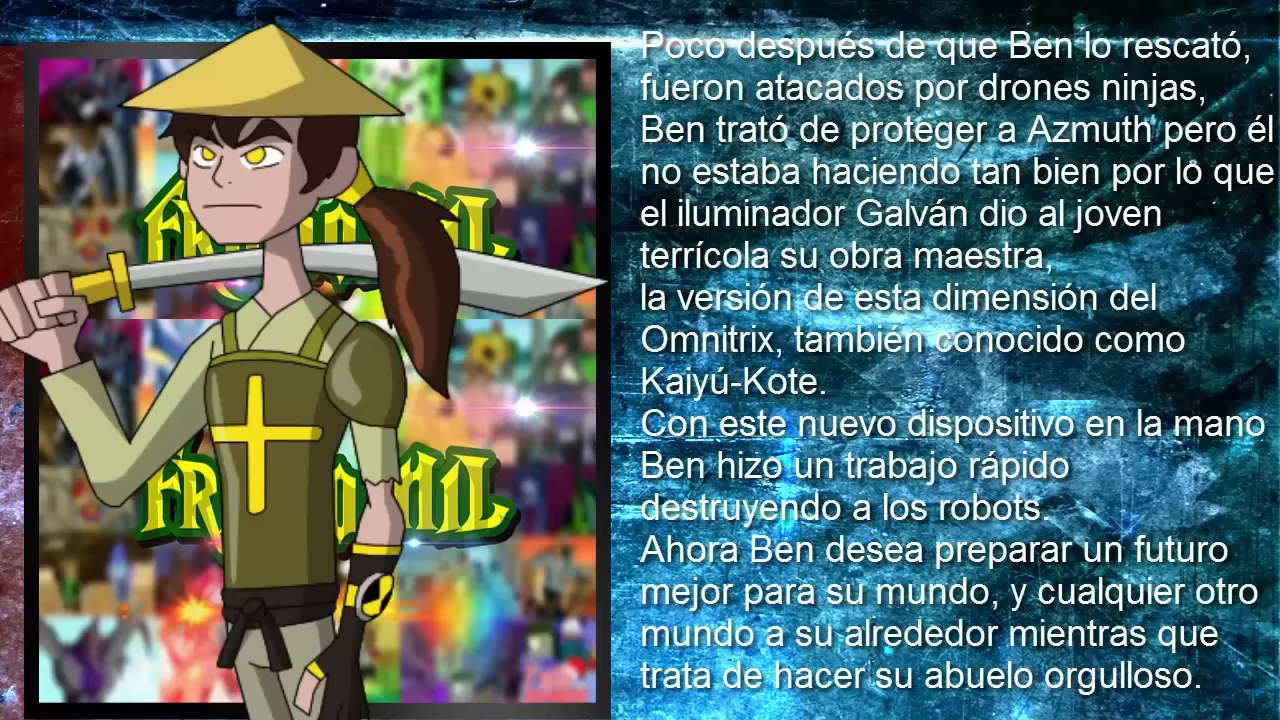 Poco después de que Ben lo rescató,
fueron atacados por drones ninjas,
Ben trató de proteger a Azmuth pero él
no estaba haciendo tan bien por lo que
el iluminador Galván dio al joven
terrícola su obra maestra,
la versión de esta dimensión del
Omnitrix, también conocido como
Kaiyú-Kote.
Con este nuevo dispositivo en la mano
Ben hizo un trabajo rápido
destruyendo a los robots.
Ahora Ben desea preparar un futuro
mejor para su mundo, y cualquier otro
mundo a su alrededor mientras que
trata de hacer su abuelo orgulloso.